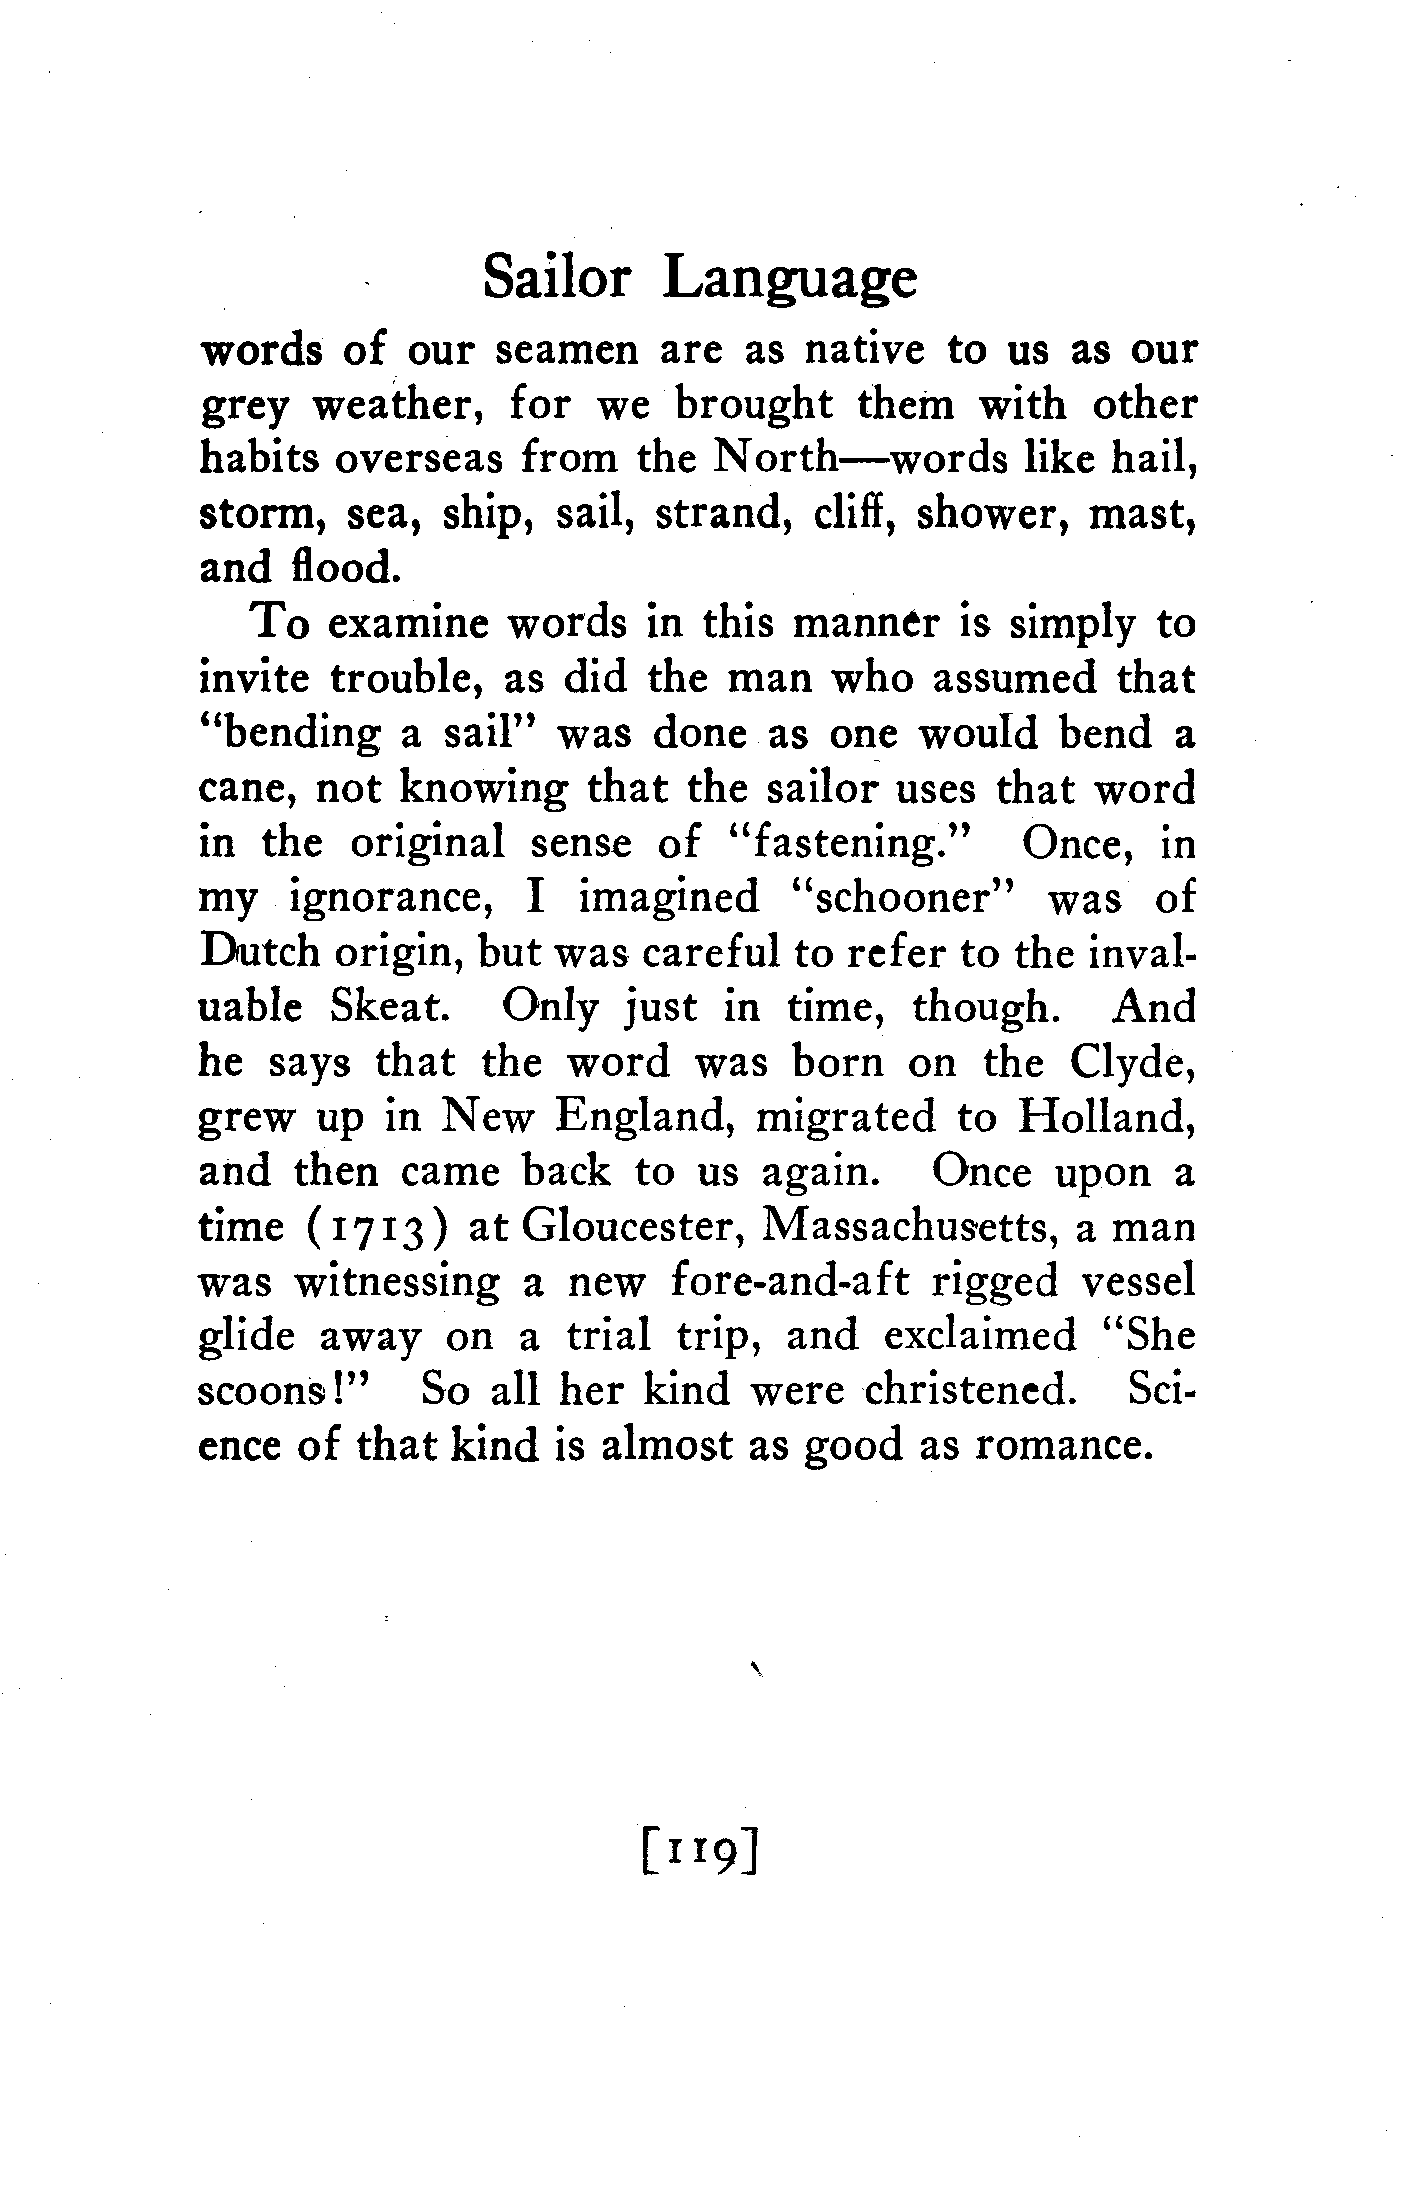 Sailor Language
words of our seamen are as native to us as our
grey weather, for we brought them with other
habits overseas from the North—words like hail,
storm, sea, ship, sail, strand, cliff, shower, mast,
and flood.
To examine words in this manner is simply to
invite trouble, as did the man who assumed that
"bending a sail" was done as one would bend a
cane, not knowing that the sailor uses that word
in the original sense of "fastening." Once, in
my ignorance, I imagined "schooner" was of
Dutch origin, but was careful to refer to the inval-
uable Skeat. Only just in time, though. And
he says that the word was born on the Clyde,
grew up in New England, migrated to Holland,
and then came back to us again. Once upon a
time (1713) at Gloucester, Massachusetts, a man
was witnessing a new fore-and-aft rigged vessel
glide away on a trial trip, and exclaimed "She
scoons!" So all her kind were christened. Sci-
ence of that kind is almost as good as romance.
[119]